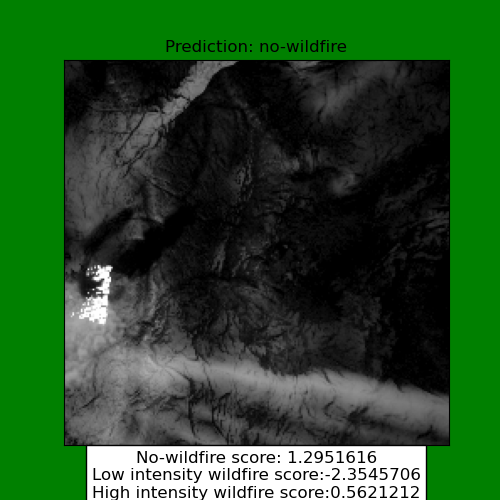 Prediction: no-wildfire
No-wildfire score: 1.2951616
Low intensity wildfire score:-2.3545706
High intensity wildfire score:0.5621212